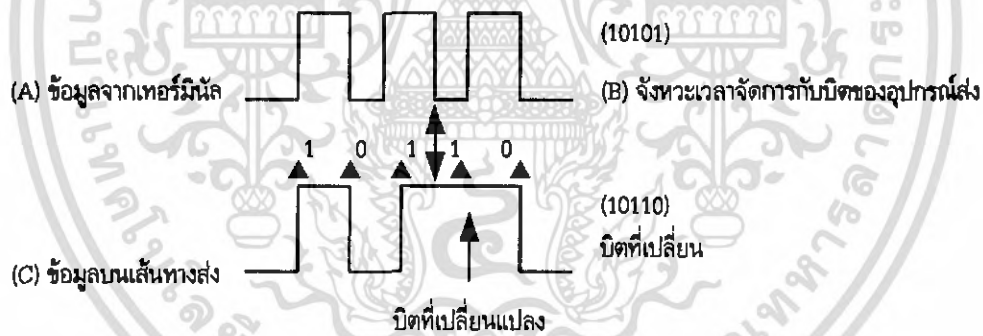 (10101)
(A) ข้อมูลจากเทอร์มินัล
(B) จังหวะเวลาจัดการกับบิตของอุปกรณ์ส่ง
1 0 1 1 0
(10110)
บิตที่เปลี่ยน
(C) ข้อมูลบนเส้นทางส่ง
บิตที่เปลี่ยนแปลง